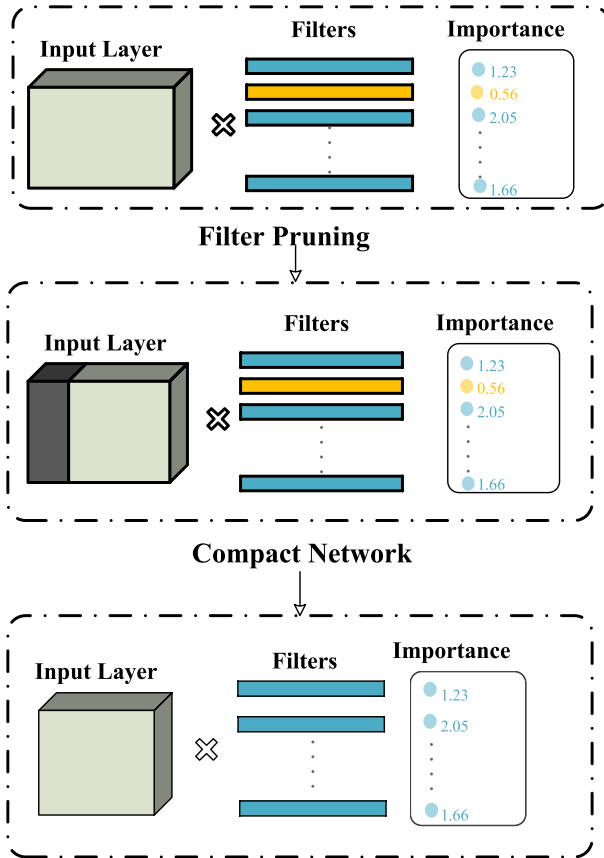 Input Layer
Filters
Importance
1.23
0.56
2.05
1.66
Filter Pruning
Input Layer
Filters
Importance
1.23
0.56
2.05
1.66
Compact Network
Input Layer
Filters
Importance
1.23
2.05
1.66